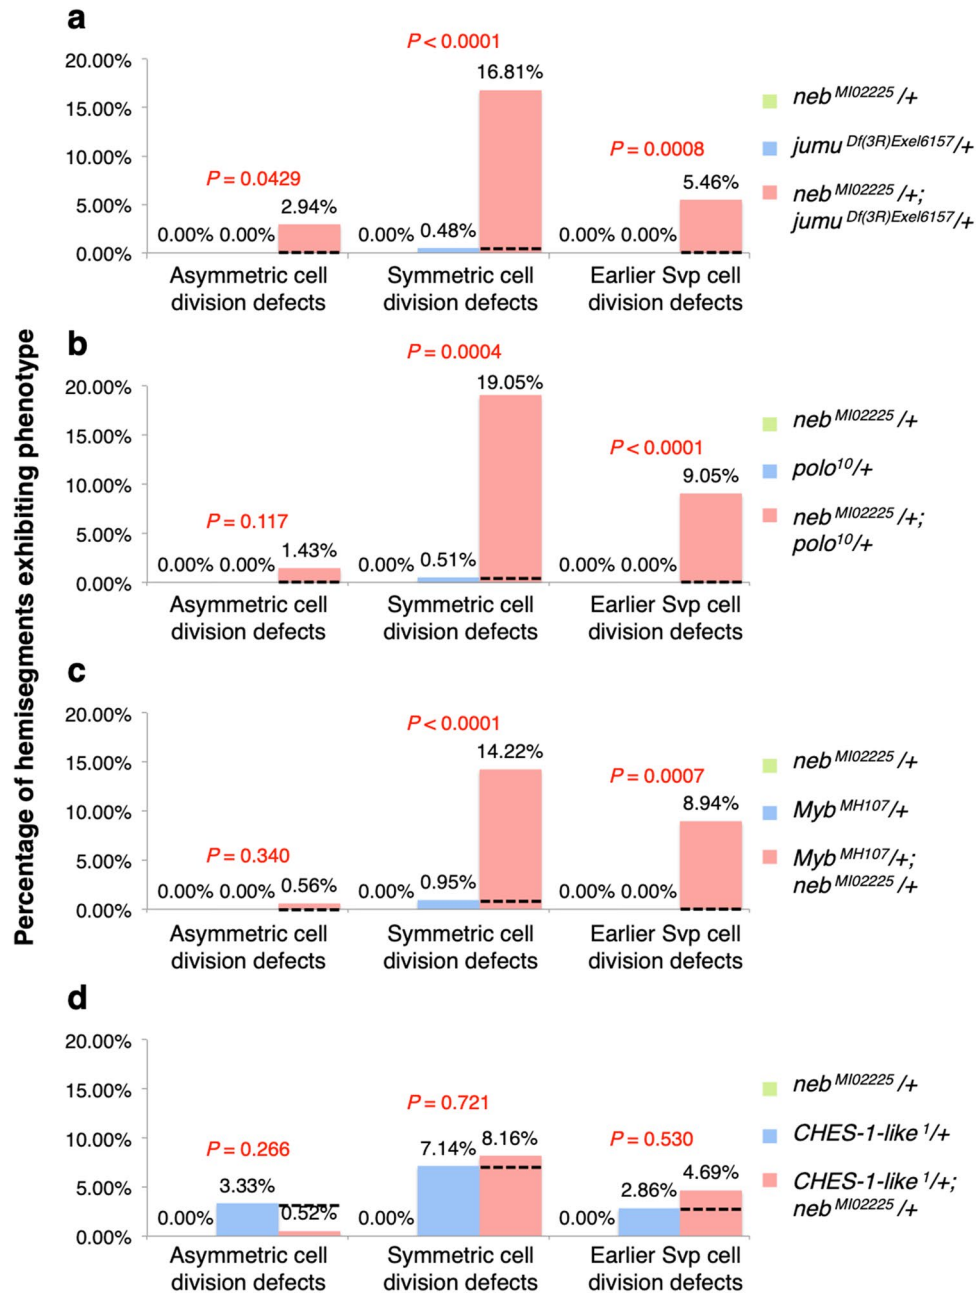 Percentage of hemisegments exhibiting phenotype
a
P < 0.0001
20.00%
16.81%
15.00%
10.00%
P = 0.0008
P = 0.0429
5.46%
5.00%
2.94%
0.00% 0.00%
0.00% 0.48%
0.00% 0.00%
0.00%
Asymmetric cell
division defects
Symmetric cell
division defects
Earlier Svp cell
division defects
neb MI02225 /+
jumu Df(3R)Exel6157/+
neb MI02225 /+;
jumu Df(3R)Exel6157/+
b
P = 0.0004
20.00%
19.05%
15.00%
P < 0.0001
10.00%
9.05%
P = 0.117
5.00%
1.43%
0.00% 0.00%
0.00% 0.51%
0.00% 0.00%
0.00%
Asymmetric cell
division defects
Symmetric cell
division defects
Earlier Svp cell
division defects
neb MI02225 /+
polo10/+
neb MI02225 /+;
polo10/+
c
20.00%
P < 0.0001
14.22%
15.00%
P = 0.0007
10.00%
8.94%
P = 0.340
5.00%
0.00% 0.00% 0.56%
0.00% 0.95%
0.00% 0.00%
0.00%
Asymmetric cell
division defects
Symmetric cell
division defects
Earlier Svp cell
division defects
neb MI02225 /+
Myb MH107/+
Myb MH107/+;
neb MI02225 /+
d
20.00%
15.00%
P = 0.721
10.00%
P = 0.266
7.14% 8.16%
P = 0.530
5.00%
3.33%
2.86% 4.69%
0.00%
0.52%
0.00%
0.00%
0.00%
Asymmetric cell
division defects
Symmetric cell
division defects
Earlier Svp cell
division defects
neb MI02225 /+
CHES-1-like 1/+
CHES-1-like 1/+;
neb MI02225 /+